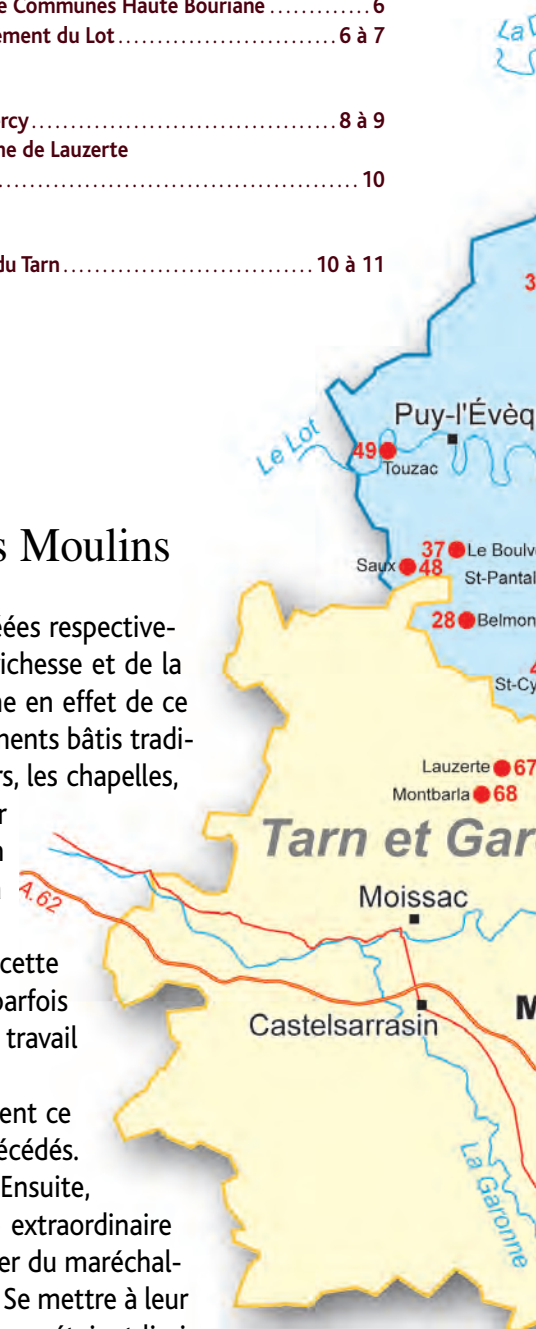 e Communes Haute Bouriane ............ 6
ement du Lot ................................ 6 à 7
rcy ............................................. 8 à 9
ne de Lauzerte
.................................................... 10
du Tarn ........................................ 10 à 11
s Moulins
éées respective-
ichesse et de la
ne en effet de ce
nents bâtis tradi-
rs, les chapelles,
r
n
cette
parfois
travail
ent ce
écédés.
Ensuite,
extraordinaire
er du maréchal-
Se mettre à leur
La D
3
Puy-l'Évêq
Le Lot
49
Touzac
37 Le Boulv
Saux 48
St-Pantal
28 Belmon
4
St-Cy
Lauzerte 67
Montbarla 68
Tarn et Gar
A.62
Moissac
M
Castelsarrasin
La Garonne